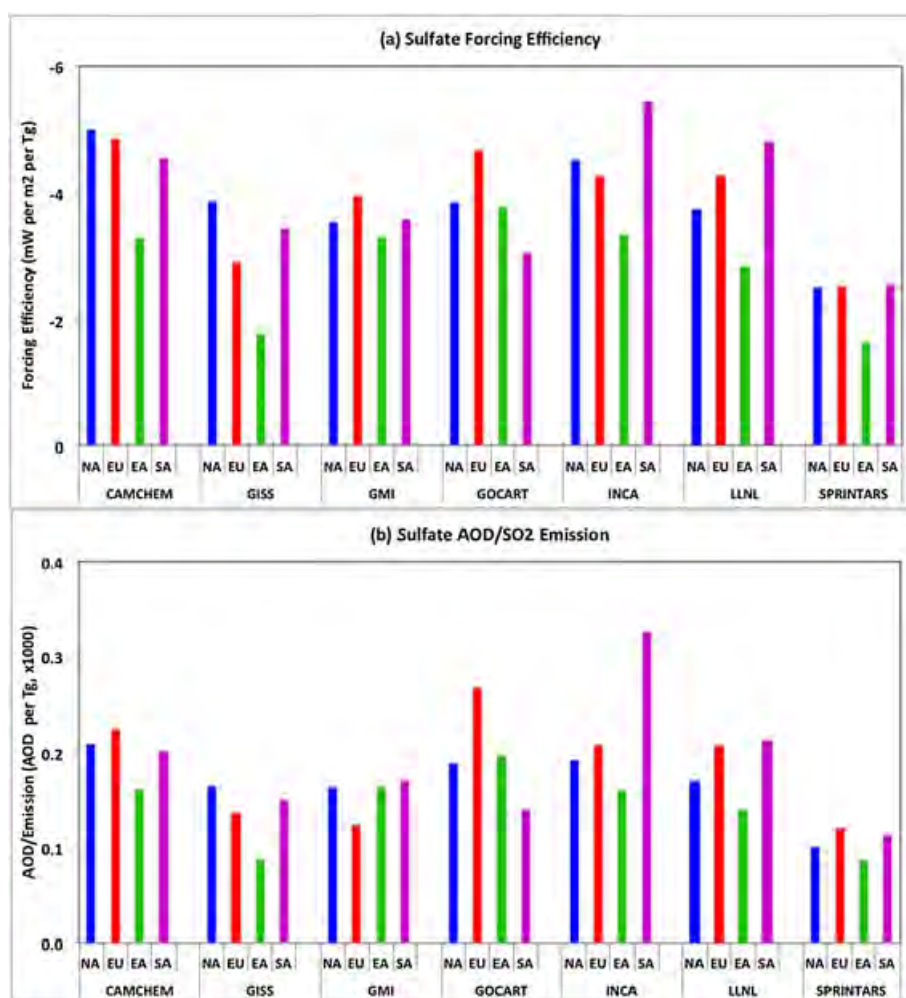 (a) Sulfate Forcing Efficiency
Forcing Efficiency (mW per m2 per Tg)
-6
-4
-2
0
NA EU EA SA NA EU EA SA NA EU EA SA NA EU EA SA NA EU EA SA NA EU EA SA NA EU EA SA
CAMCHEM GISS GMI GOCART INCA LLNL SPRINTARS
(b) Sulfate AOD/SO2 Emission
AOD/Emission (AOD per Tg, x1000)
0.4
0.3
0.2
0.1
0.0
NA EU EA SA NA EU EA SA NA EU EA SA NA EU EA SA NA EU EA SA NA EU EA SA NA EU EA SA
CAMCHEM GISS GMI GOCART INCA LLNL SPRINTARS